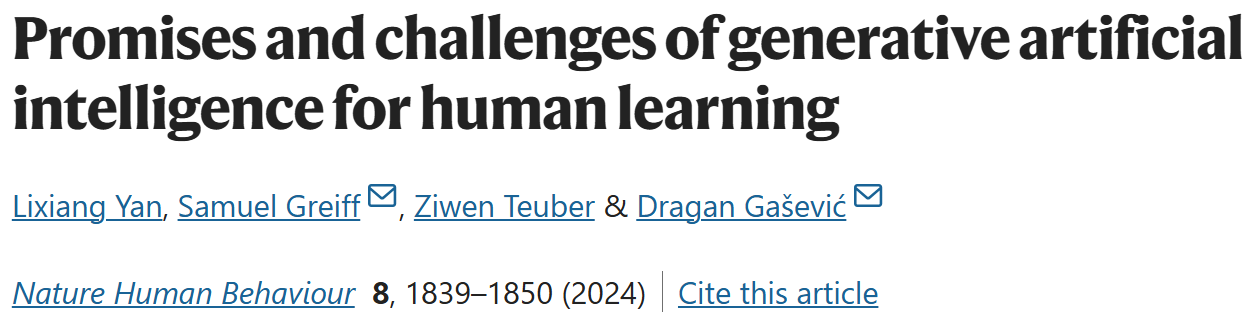 Promises and challenges of generative artificial
intelligence for human learning
Lixiang Yan, Samuel Greiff, Ziwen Teuber & Dragan Gašević
Nature Human Behaviour 8, 1839–1850 (2024) Cite this article